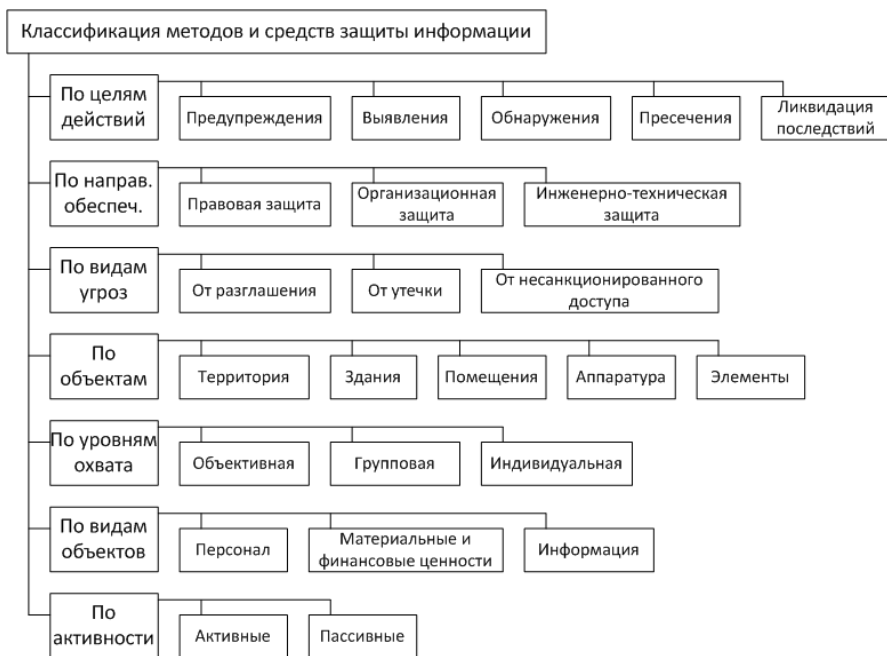 Классификация методов и средств защиты информации
По целям
действий
Предупреждения
Выявления
Обнаружения
Пресечения
Ликвидация
последствий
По направ.
обеспеч.
Правовая защита
Организационная
защита
Инженерно-техническая
защита
По видам
угроз
От разглашения
От утечки
От несанкционированного
доступа
По
объектам
Территория
Здания
Помещения
Аппаратура
Элементы
По уровням
охвата
Объективная
Групповая
Индивидуальная
По видам
объектов
Персонал
Материальные и
финансовые ценности
Информация
По
активности
Активные
Пассивные